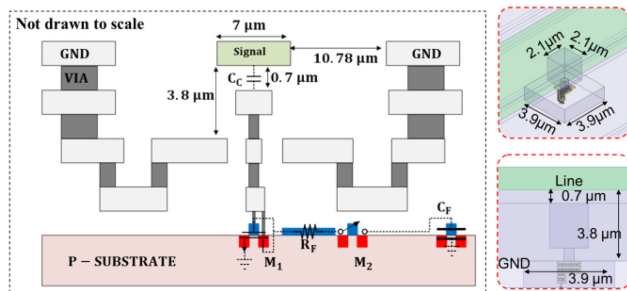 Not drawn to scale
7 μm
GND
Signal
GND
10.78 μm
VIA
C_C
0.7 μm
3.8 μm
C_F
R_F
P − SUBSTRATE
M_1
M_2
2.1μm
2.1μm
3.9μm
3.9μm
Line
0.7 μm
3.8 μm
GND
3.9 μm